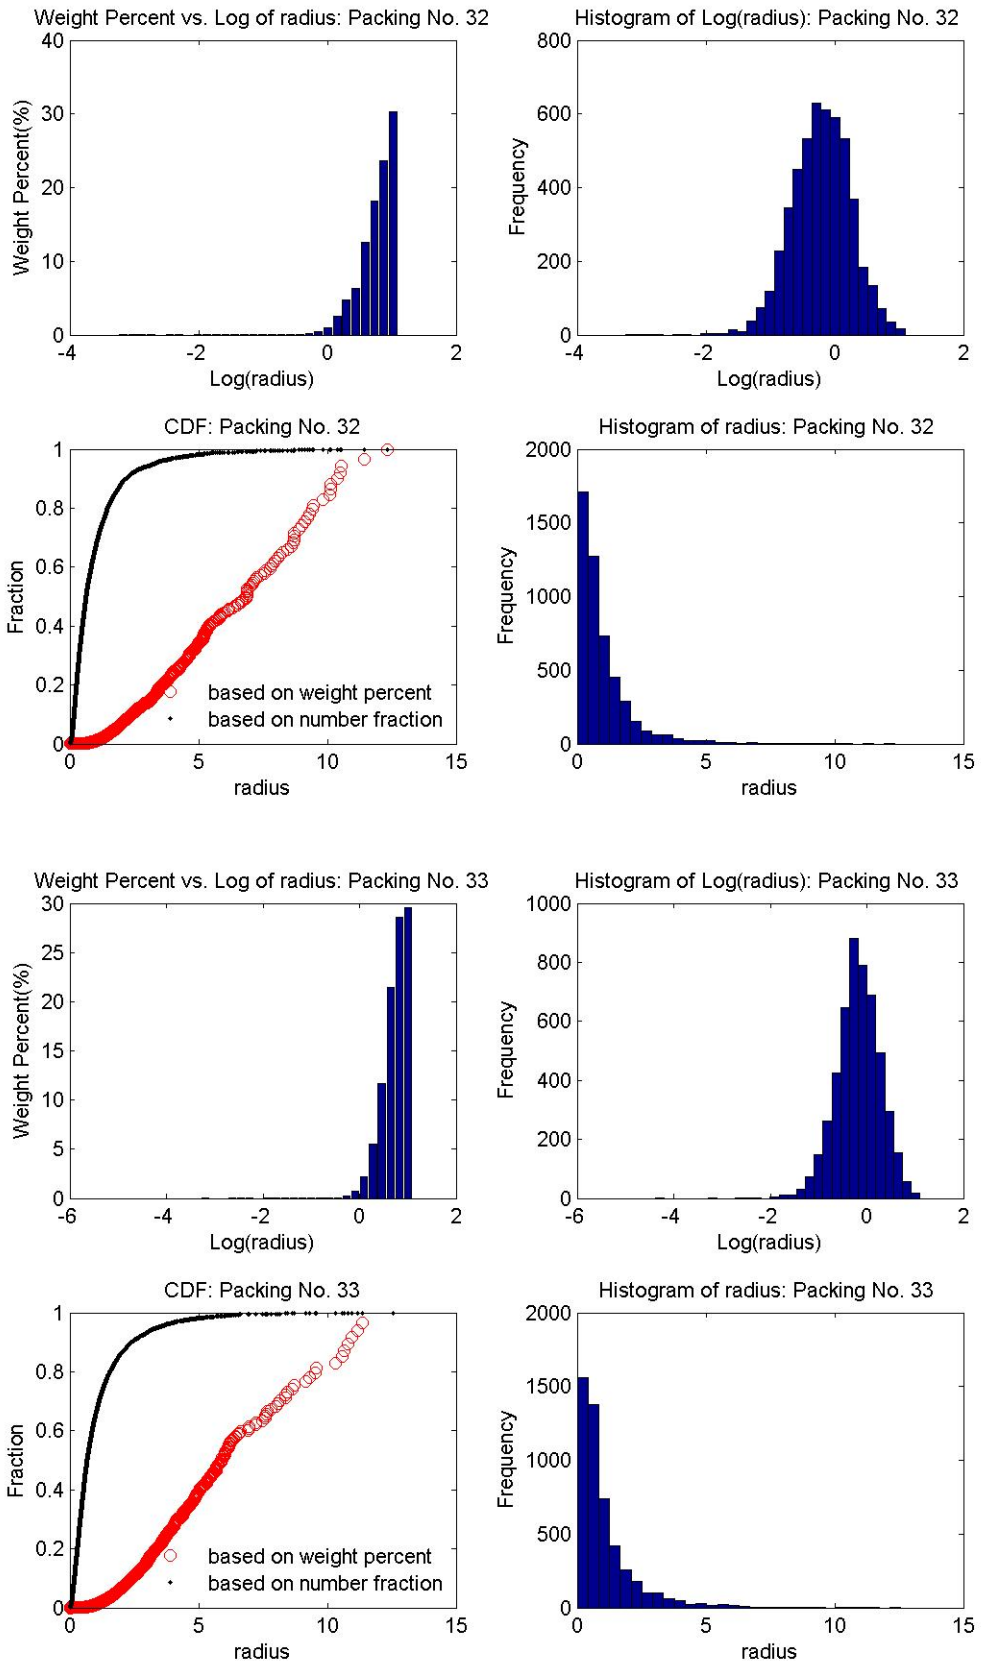 Weight Percent vs. Log of radius: Packing No. 32
40
30
20
10
0
-4
-2
0
2
Weight Percent(%)
Log(radius)
Histogram of Log(radius): Packing No. 32
800
600
400
200
0
-4
-2
0
2
Frequency
Log(radius)
CDF: Packing No. 32
1
0.8
0.6
0.4
0.2
0
0
5
10
15
Fraction
based on weight percent
based on number fraction
radius
Histogram of radius: Packing No. 32
2000
1500
1000
500
0
0
5
10
15
Frequency
radius
Weight Percent vs. Log of radius: Packing No. 33
30
25
20
15
10
5
0
-6
-4
-2
0
2
Weight Percent(%)
Log(radius)
Histogram of Log(radius): Packing No. 33
1000
800
600
400
200
0
-6
-4
-2
0
2
Frequency
Log(radius)
CDF: Packing No. 33
1
0.8
0.6
0.4
0.2
0
0
5
10
15
Fraction
based on weight percent
based on number fraction
radius
Histogram of radius: Packing No. 33
2000
1500
1000
500
0
0
5
10
15
Frequency
radius